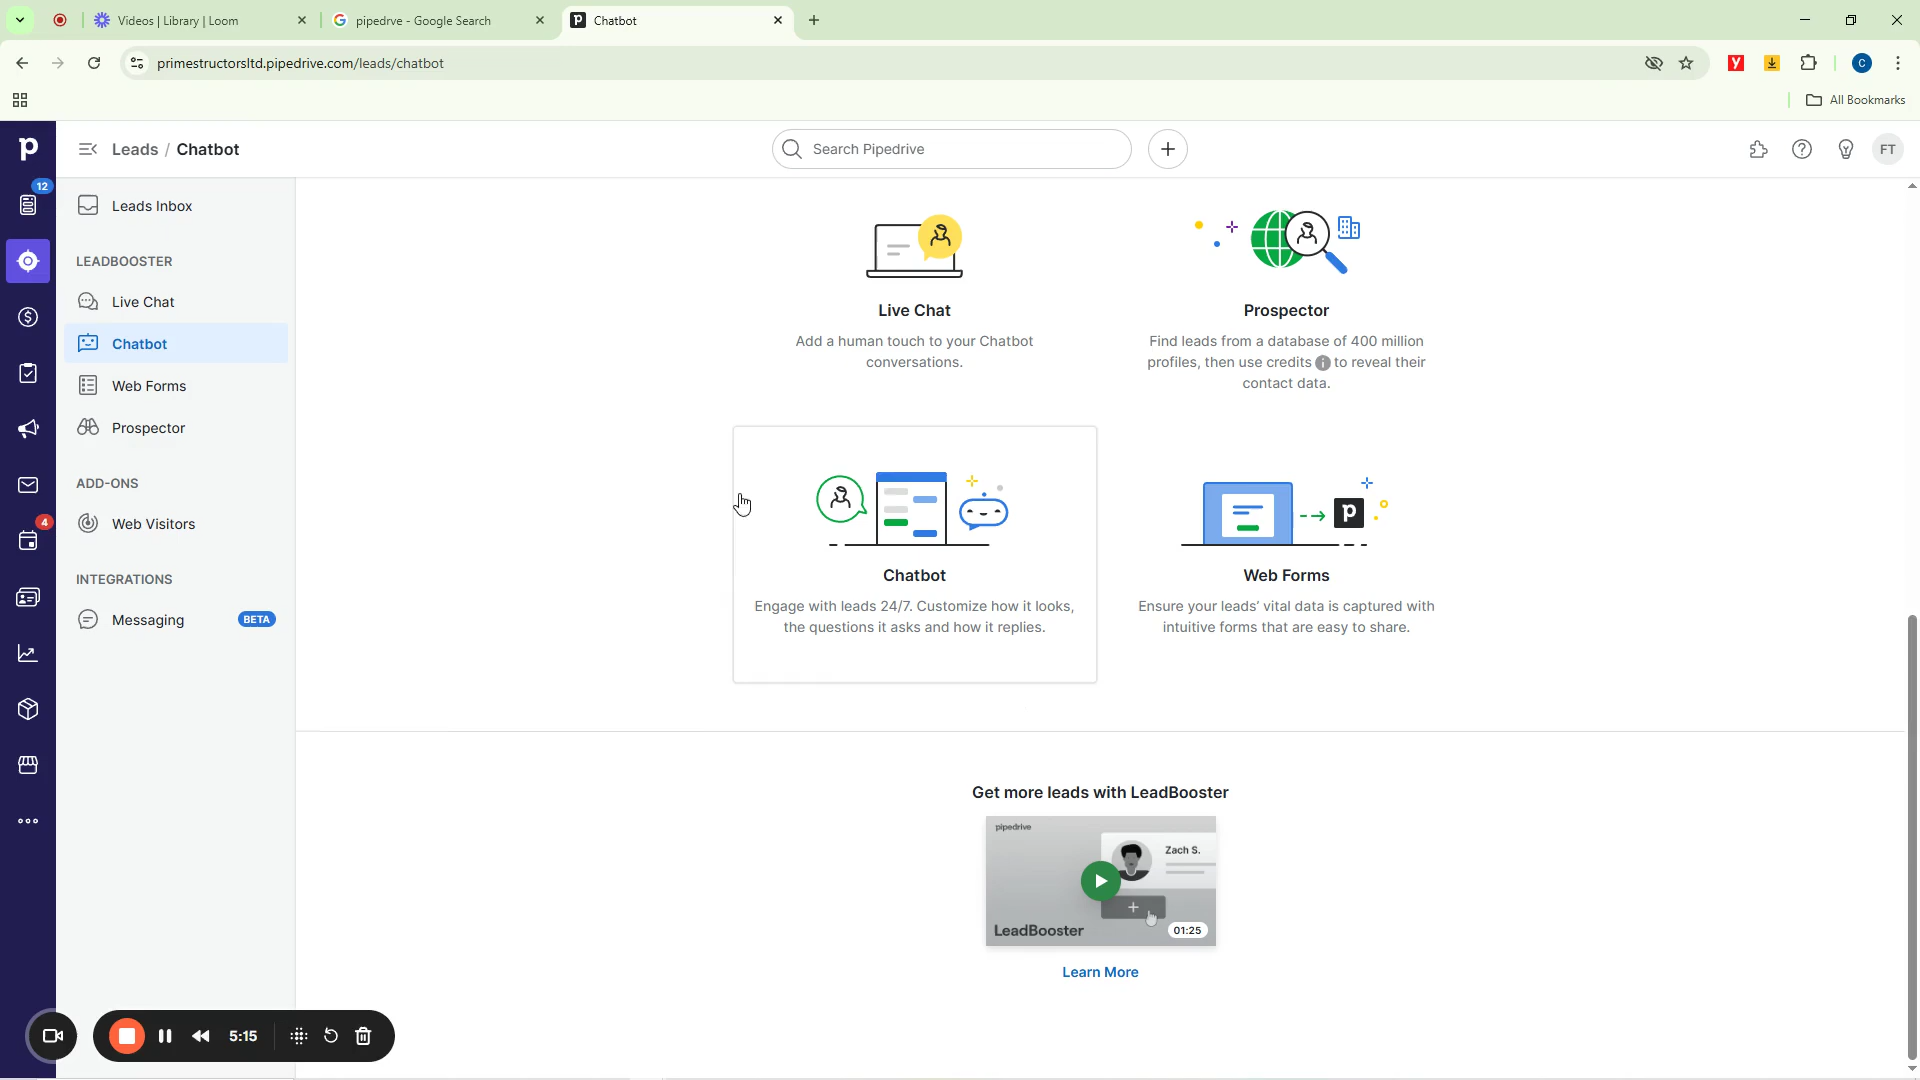 Videos | Library | Loom
pipedrve - Google Search
Chatbot
primestructorsltd.pipedrive.com/leads/chatbot
y
C
All Bookmarks
p
Leads / Chatbot
Search Pipedrive
FT
12
Leads Inbox
LEADBOOSTER
Live Chat
Chatbot
Web Forms
Prospector
ADD-ONS
Web Visitors
4
INTEGRATIONS
Messaging
BETA
Live Chat
Add a human touch to your Chatbot
conversations.
Prospector
Find leads from a database of 400 million
profiles, then use credits i to reveal their
contact data.
Chatbot
Engage with leads 24/7. Customize how it looks,
the questions it asks and how it replies.
p
Web Forms
Ensure your leads' vital data is captured with
intuitive forms that are easy to share.
Get more leads with LeadBooster
pipedrive
Zach S.
LeadBooster
01:25
Learn More
5:15